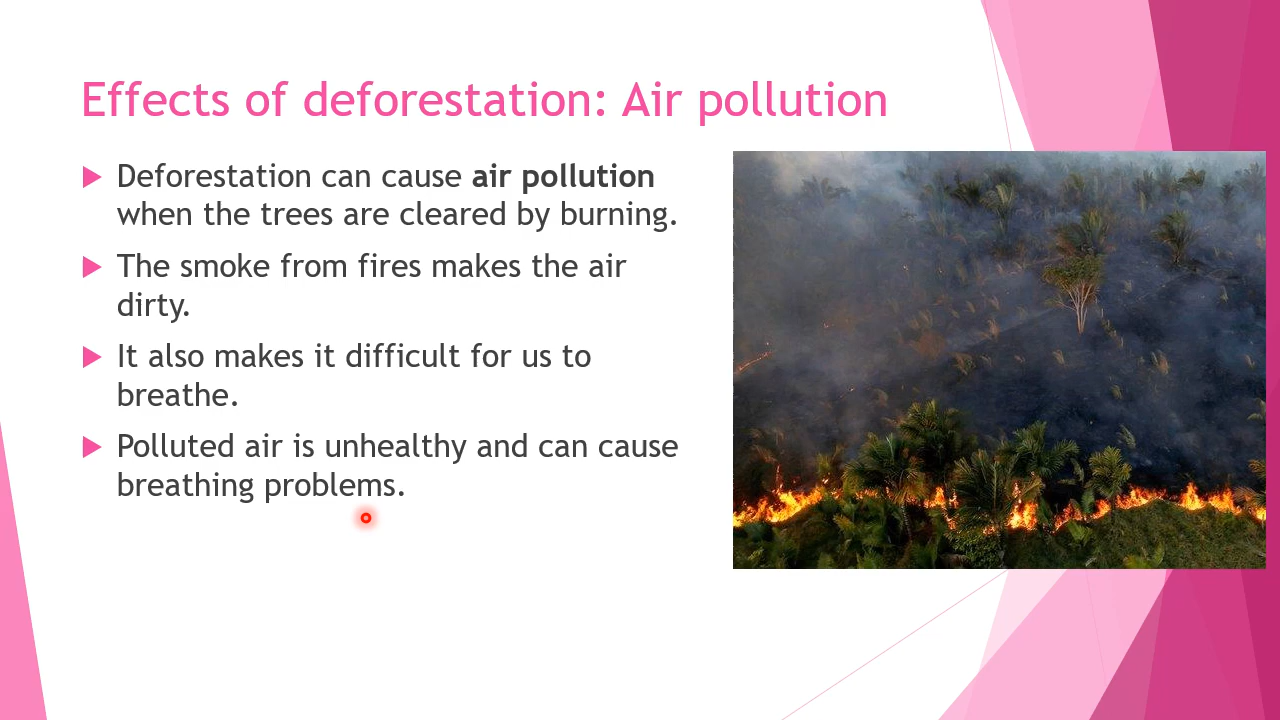 Effects of deforestation: Air pollution
Deforestation can cause air pollution
when the trees are cleared by burning.
The smoke from fires makes the air
dirty.
It also makes it difficult for us to
breathe.
Polluted air is unhealthy and can cause
breathing problems.